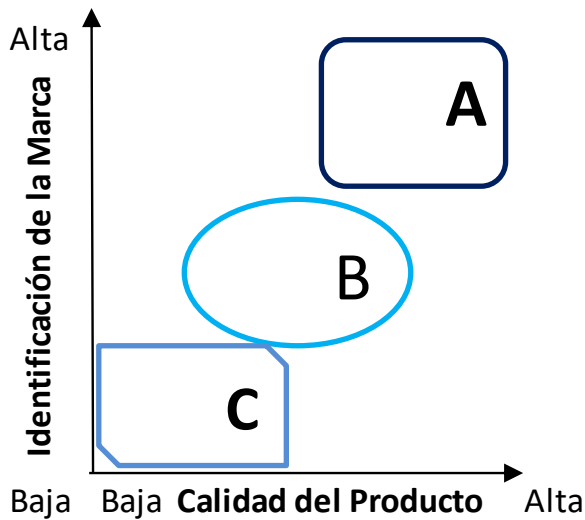 Alta
Identificación de la Marca
A
B
C
Baja Baja Calidad del Producto Alta